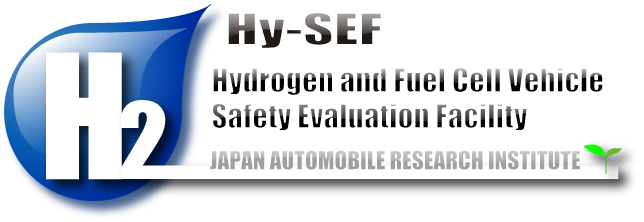 Hy-SEF
Hydrogen and Fuel Cell Vehicle
Safety Evaluation Facility
H2
JAPAN AUTOMOBILE RESEARCH INSTITUTE